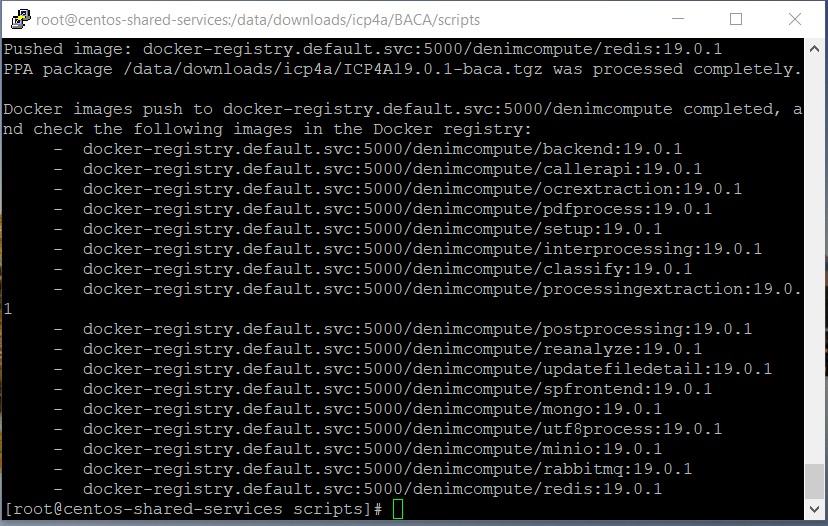 root@centos-shared-services:/data/downloads/icp4a/BACA/scripts
Pushed image: docker-registry.default.svc:5000/denimcompute/redis:19.0.1
PPA package /data/downloads/icp4a/ICP4A19.0.1-baca.tgz was processed completely.
Docker images push to docker-registry.default.svc:5000/denimcompute completed, a
nd check the following images in the Docker registry:
- docker-registry.default.svc:5000/denimcompute/backend:19.0.1
- docker-registry.default.svc:5000/denimcompute/callerapi:19.0.1
- docker-registry.default.svc:5000/denimcompute/ocrextraction:19.0.1
- docker-registry.default.svc:5000/denimcompute/pdfprocess:19.0.1
- docker-registry.default.svc:5000/denimcompute/setup:19.0.1
- docker-registry.default.svc:5000/denimcompute/interprocessing:19.0.1
- docker-registry.default.svc:5000/denimcompute/classify:19.0.1
- docker-registry.default.svc:5000/denimcompute/processingextraction:19.0.
1
- docker-registry.default.svc:5000/denimcompute/postprocessing:19.0.1
- docker-registry.default.svc:5000/denimcompute/reanalyze:19.0.1
- docker-registry.default.svc:5000/denimcompute/updatefiledetail:19.0.1
- docker-registry.default.svc:5000/denimcompute/spfrontend:19.0.1
- docker-registry.default.svc:5000/denimcompute/mongo:19.0.1
- docker-registry.default.svc:5000/denimcompute/utf8process:19.0.1
- docker-registry.default.svc:5000/denimcompute/minio:19.0.1
- docker-registry.default.svc:5000/denimcompute/rabbitmq:19.0.1
- docker-registry.default.svc:5000/denimcompute/redis:19.0.1
[root@centos-shared-services scripts]#